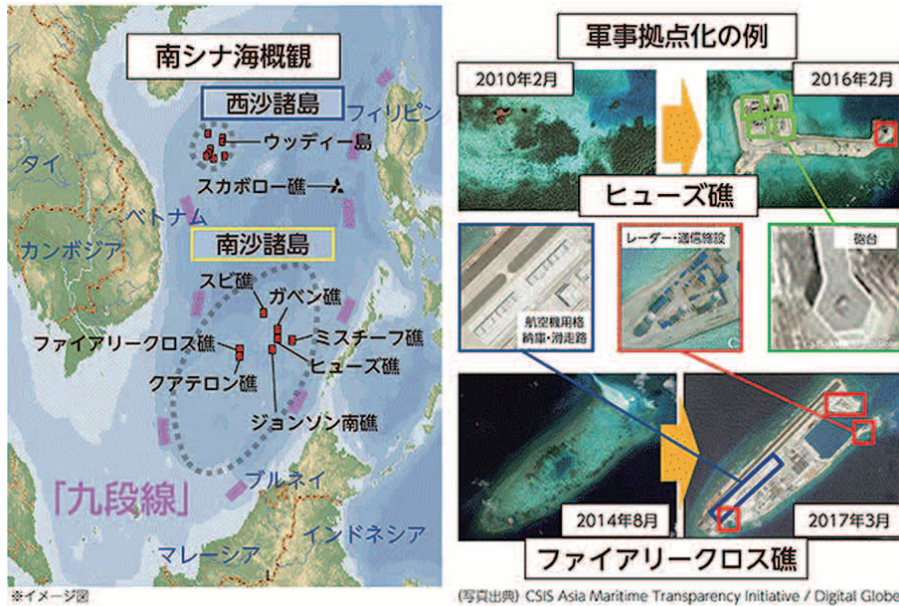 南シナ海概観
西沙諸島
フィリピン
ウッディー島
タイ
スカボロー礁
ベトナム
カンボジア
南沙諸島
スビ礁
ガベン礁
ファイアリークロス礁
ミスチーフ礁
クアテロン礁
ヒューズ礁
ジョンソン南礁
「九段線」
ブルネイ
マレーシア
インドネシア
※イメージ図
軍事拠点化の例
2010年2月
2016年2月
ヒューズ礁
航空機用格
納庫・滑走路
レーダー・通信施設
砲台
2014年8月
2017年3月
ファイアリークロス礁
(写真出典) CSIS Asia Maritime Transparency Initiative / Digital Globe